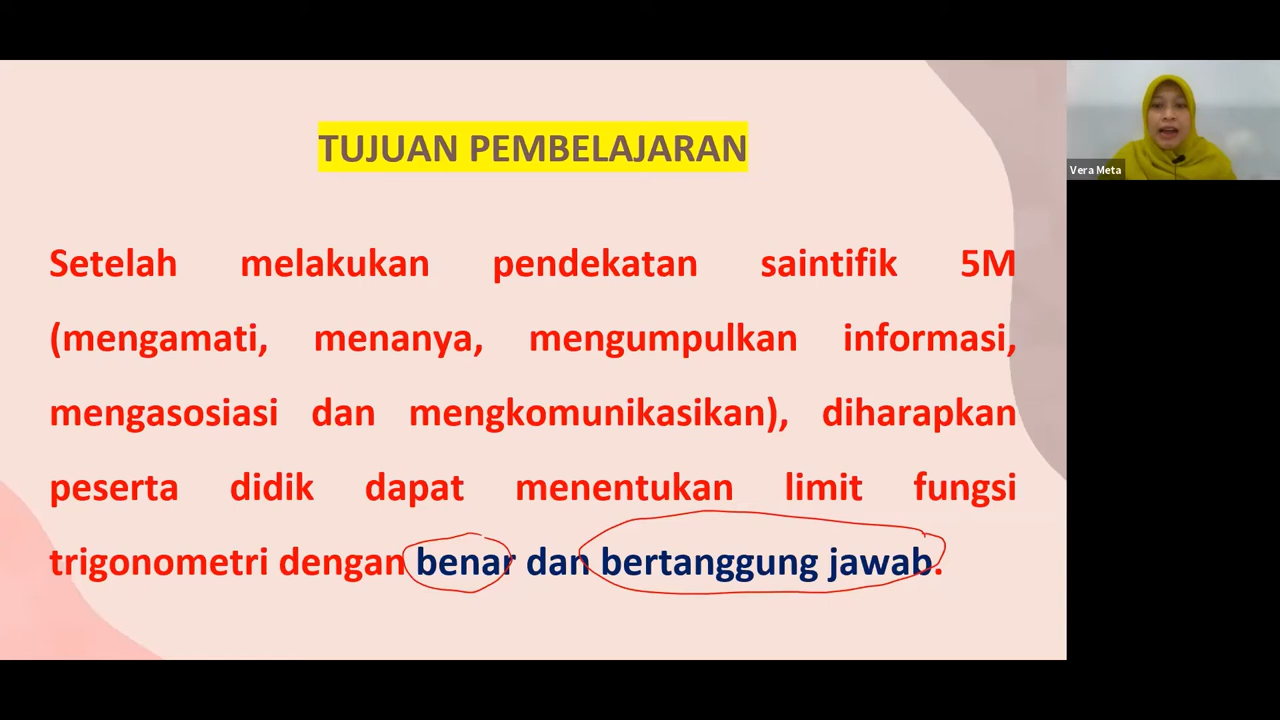 TUJUAN PEMBELAJARAN
Setelah melakukan pendekatan saintifik 5M
(mengamati, menanya, mengumpulkan informasi,
mengasosiasi dan mengkomunikasikan), diharapkan
peserta didik dapat menentukan limit fungsi
trigonometri dengan benar dan bertanggung jawab.
Vera Meta